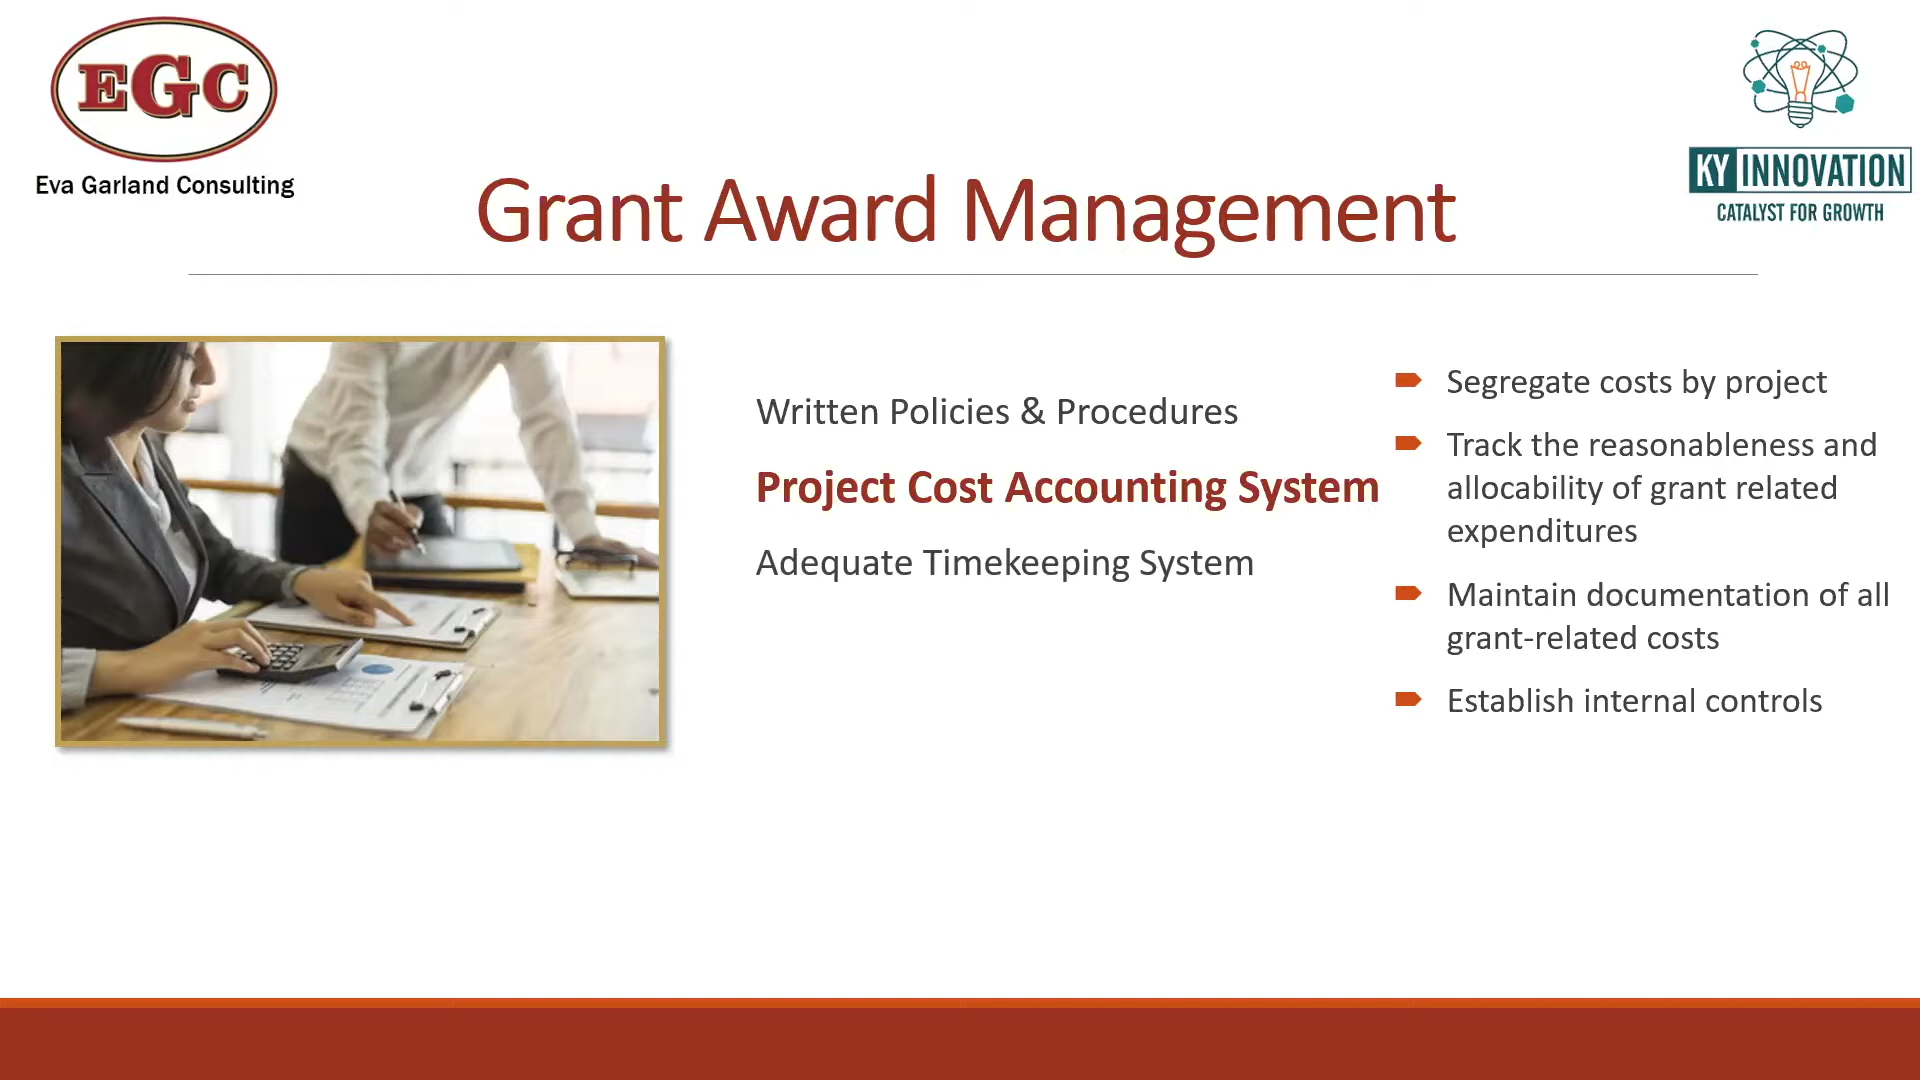 EGC
Eva Garland Consulting
KY INNOVATION
CATALYST FOR GROWTH
Grant Award Management
Written Policies & Procedures
Project Cost Accounting System
Adequate Timekeeping System
Segregate costs by project
Track the reasonableness and
allocability of grant related
expenditures
Maintain documentation of all
grant-related costs
Establish internal controls